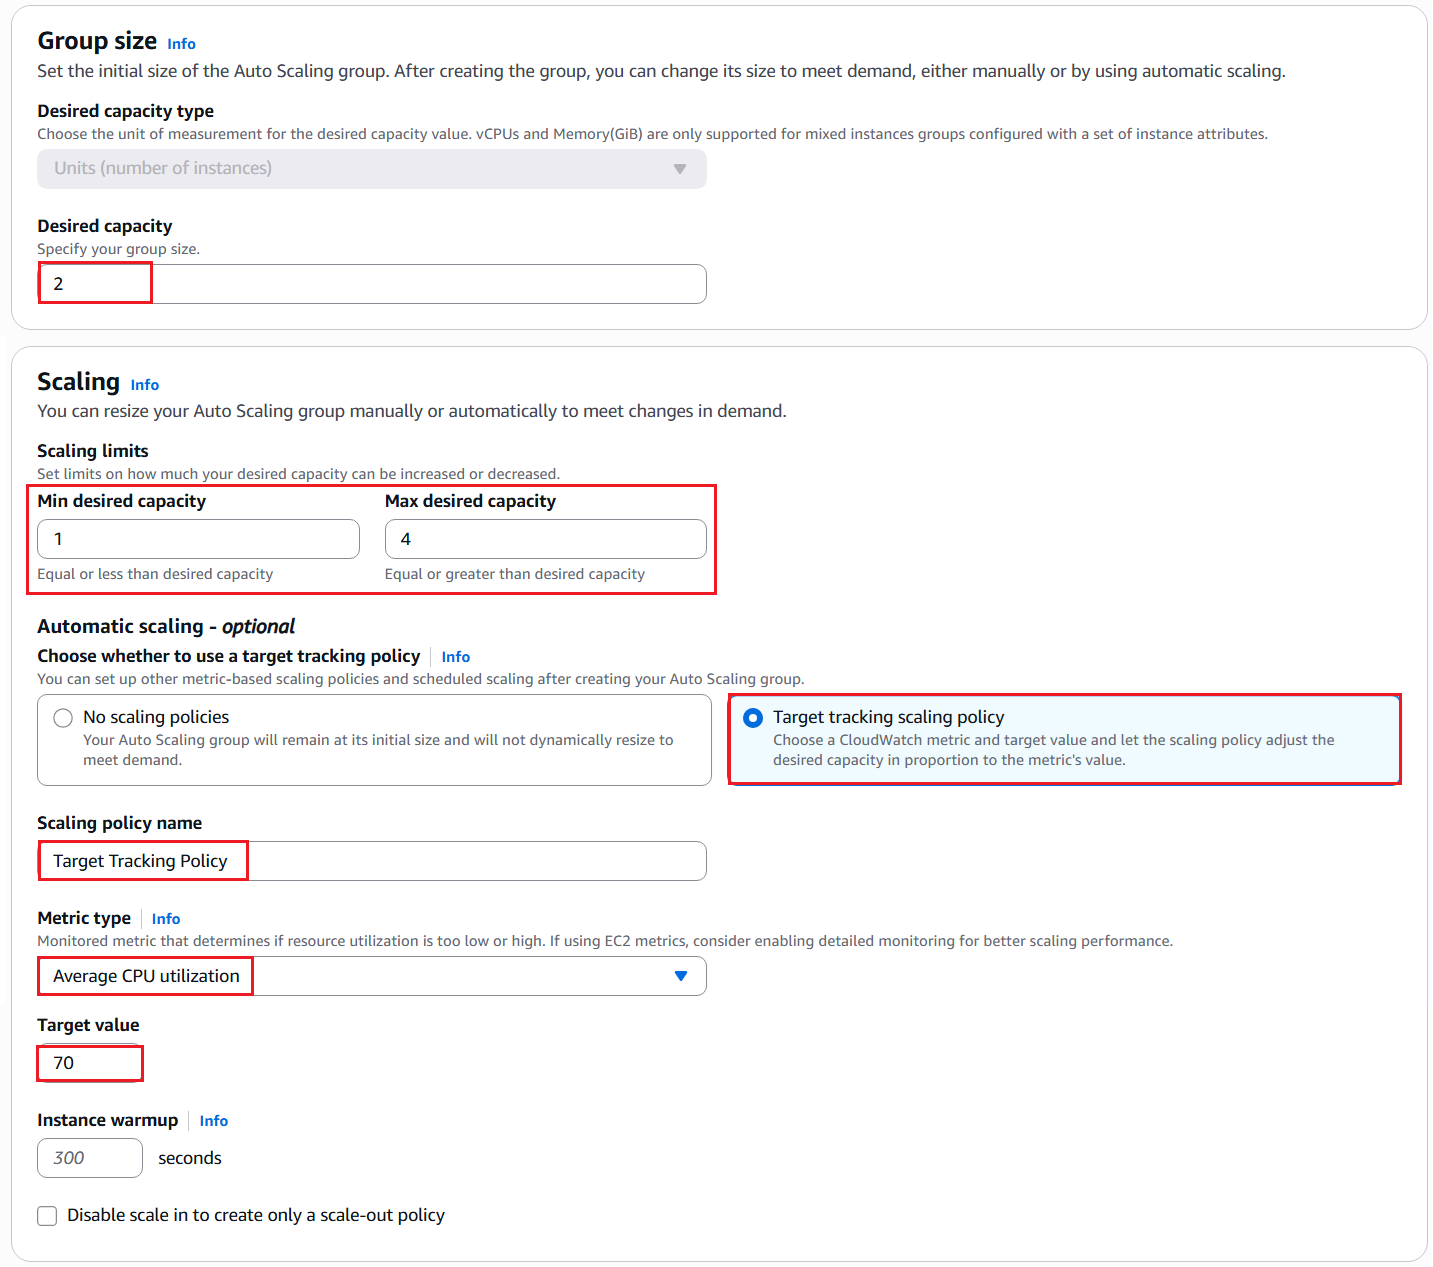 Group size Info
Set the initial size of the Auto Scaling group. After creating the group, you can change its size to meet demand, either manually or by using automatic scaling.
Desired capacity type
Choose the unit of measurement for the desired capacity value. vCPUs and Memory(GiB) are only supported for mixed instances groups configured with a set of instance attributes.
Units (number of instances)
Desired capacity
Specify your group size.
2
Scaling Info
You can resize your Auto Scaling group manually or automatically to meet changes in demand.
Scaling limits
Set limits on how much your desired capacity can be increased or decreased.
Min desired capacity Max desired capacity
1 4
Equal or less than desired capacity Equal or greater than desired capacity
Automatic scaling - optional
Choose whether to use a target tracking policy Info
You can set up other metric-based scaling policies and scheduled scaling after creating your Auto Scaling group.
No scaling policies
Your Auto Scaling group will remain at its initial size and will not dynamically resize to
meet demand.
Target tracking scaling policy
Choose a CloudWatch metric and target value and let the scaling policy adjust the
desired capacity in proportion to the metric's value.
Scaling policy name
Target Tracking Policy
Metric type Info
Monitored metric that determines if resource utilization is too low or high. If using EC2 metrics, consider enabling detailed monitoring for better scaling performance.
Average CPU utilization
Target value
70
Instance warmup Info
300 seconds
Disable scale in to create only a scale-out policy